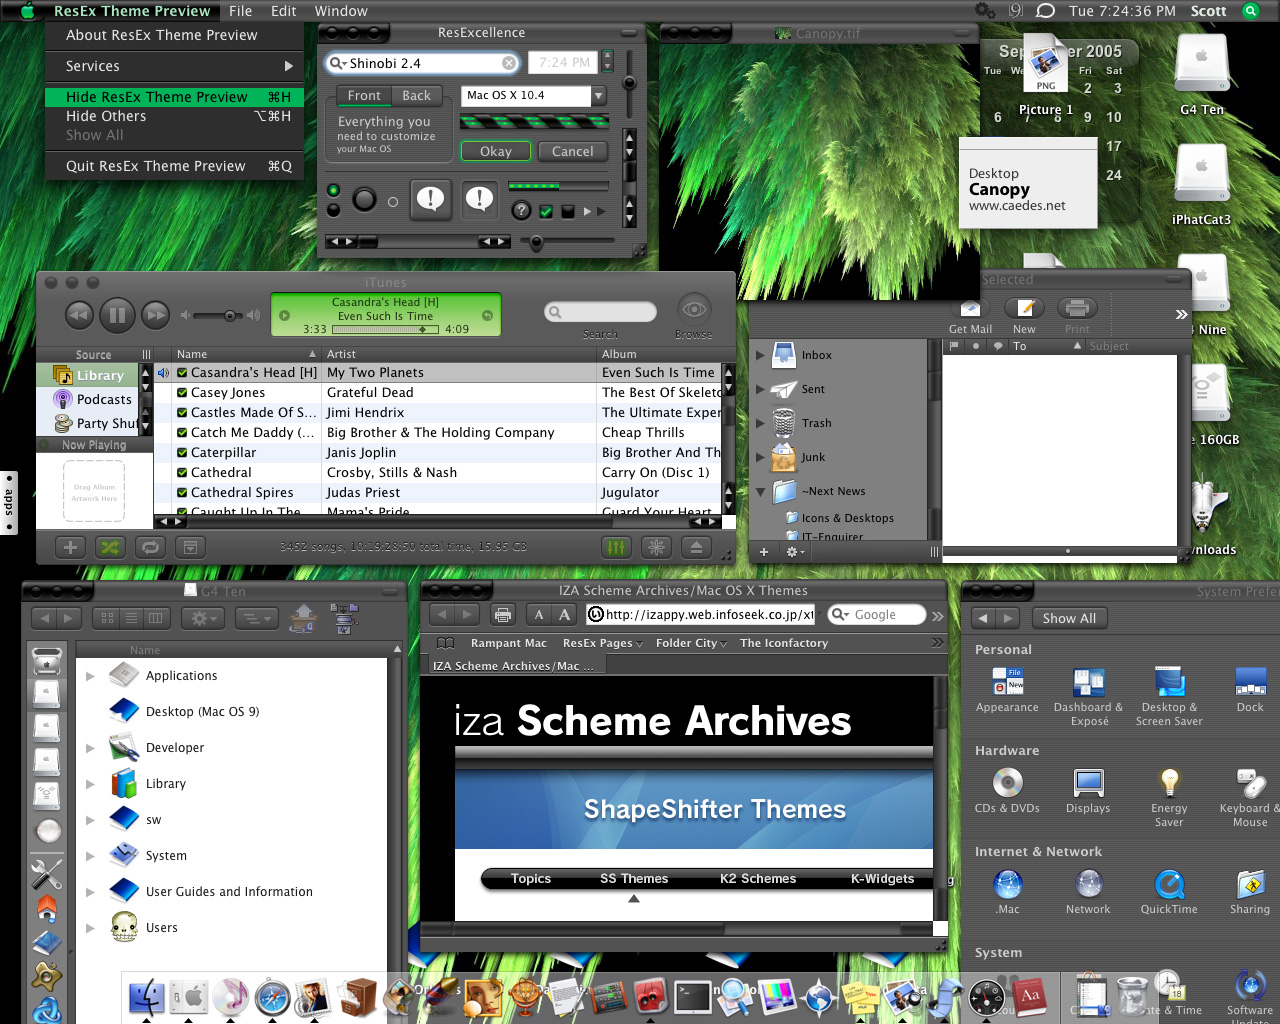 ResEx Theme Preview File Edit Window
Tue 7:24:36 PM Scott
About ResEx Theme Preview
Services
Hide ResEx Theme Preview ⌘H
Hide Others ⌥⌘H
Show All
Quit ResEx Theme Preview ⌘Q
ResExcellence
Shinobi 2.4
7:24 PM
Front Back
Mac OS X 10.4
Everything you
need to customize
your Mac OS
Okay Cancel
Canopy.tif
2005
Tue Fri Sat
2 3
6 7 8 9 10
17
24
PNG
Picture 1
Desktop
Canopy
www.caedes.net
G4 Ten
iPhatCat3
Nine
160GB
iTunes
Casandra's Head [H]
Even Such Is Time
3:33 4:09
Search
Browse
Source Name Artist Album
Library
Podcasts
Party Shuf
Now Playing
Drag Album
Artwork Here
Casandra's Head [H] My Two Planets Even Such Is Time
Casey Jones Grateful Dead The Best Of Skeleto
Castles Made Of S... Jimi Hendrix The Ultimate Exper
Catch Me Daddy (... Big Brother & The Holding Company Cheap Thrills
Caterpillar Janis Joplin Big Brother And Th
Cathedral Crosby, Stills & Nash Carry On (Disc 1)
Cathedral Spires Judas Priest Jugulator
Caught Up In The Mama's Pride Guard Your Heart
3452 songs, 10:19:28:50 total time, 15.95 GB
apps
Selected
Get Mail New Print
To Subject
Inbox
Sent
Trash
Junk
~Next News
Icons & Desktops
IT-Enquirer
G4 Ten
Name
Applications
Desktop (Mac OS 9)
Developer
Library
sw
System
User Guides and Information
Users
IZA Scheme Archives/Mac OS X Themes
A A
http://izappy.web.infoseek.co.jp/xt
Google
Rampant Mac ResEx Pages Folder City The Iconfactory
IZA Scheme Archives/Mac ...
iza Scheme Archives
ShapeShifter Themes
Topics SS Themes K2 Schemes K-Widgets
System Prefer
Show All
Personal
File
New
Appearance
Dashboard &
Exposé
Desktop &
Screen Saver
Dock
Hardware
CDs & DVDs
Displays
Energy
Saver
Keyboard &
Mouse
Internet & Network
.Mac
Network
QuickTime
Sharing
System
Aa
18
Software
Update